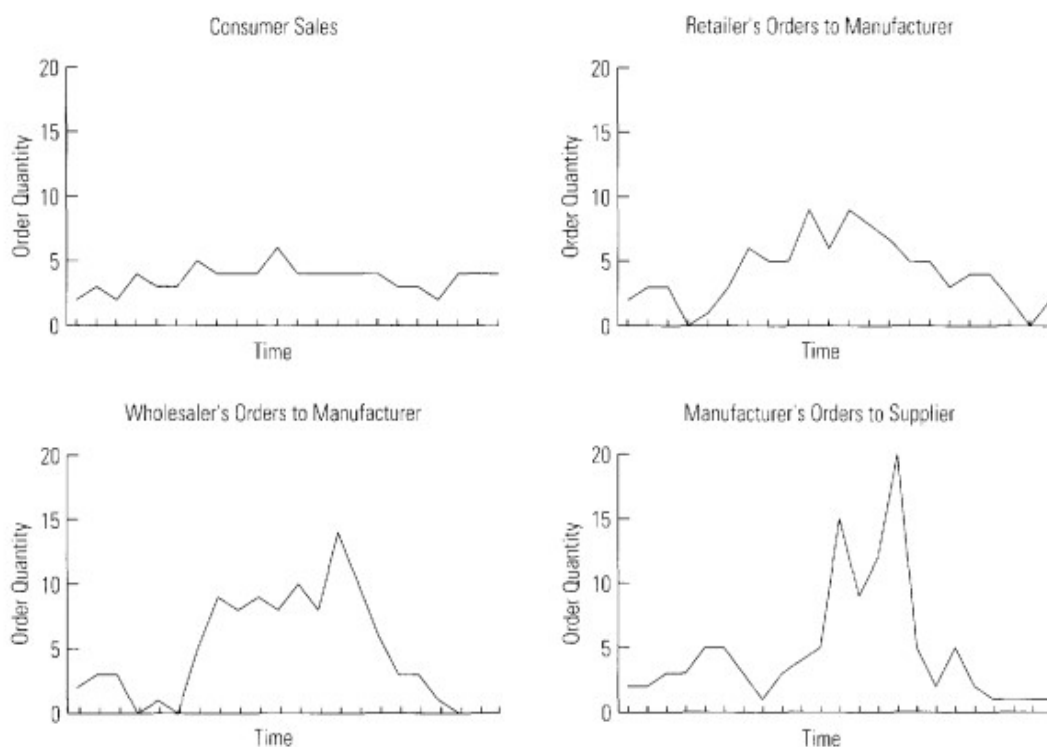 Consumer Sales
20
15
10
5
0
Order Quantity
Time
Retailer's Orders to Manufacturer
20
15
10
5
0
Order Quantity
Time
Wholesaler's Orders to Manufacturer
20
15
10
5
0
Order Quantity
Time
Manufacturer's Orders to Supplier
20
15
10
5
0
Order Quantity
Time